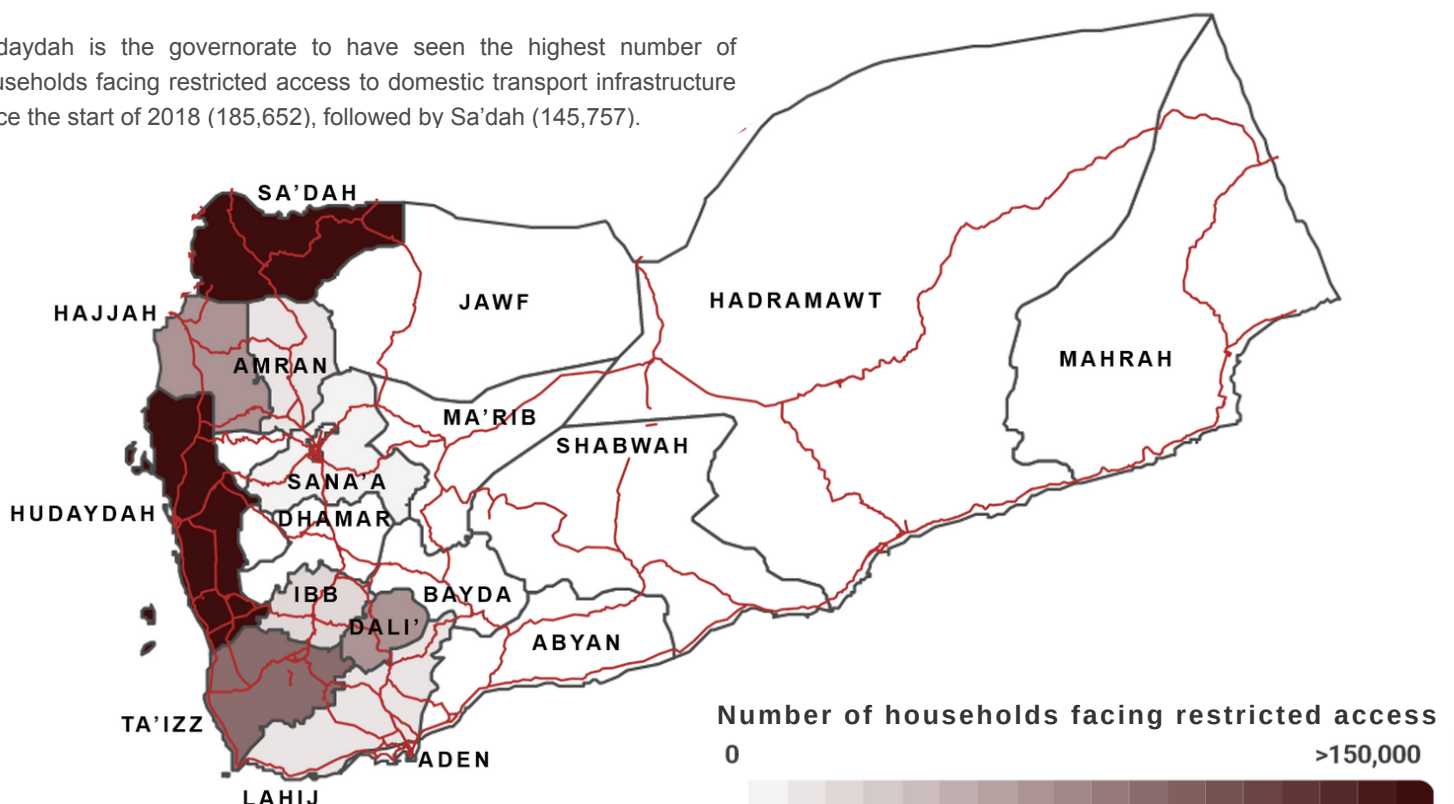 daydah is the governorate to have seen the highest number of
useholds facing restricted access to domestic transport infrastructure
ce the start of 2018 (185,652), followed by Sa’dah (145,757).
SA’DAH
HAJJAH
JAWF
HADRAMAWT
AMRAN
MAHRAH
MA’RIB
SHABWAH
SANA’A
HUDAYDAH
DHAMAR
IBB
BAYDA
DALI’
ABYAN
TA’IZZ
ADEN
LAHIJ
Number of households facing restricted access
0 >150,000